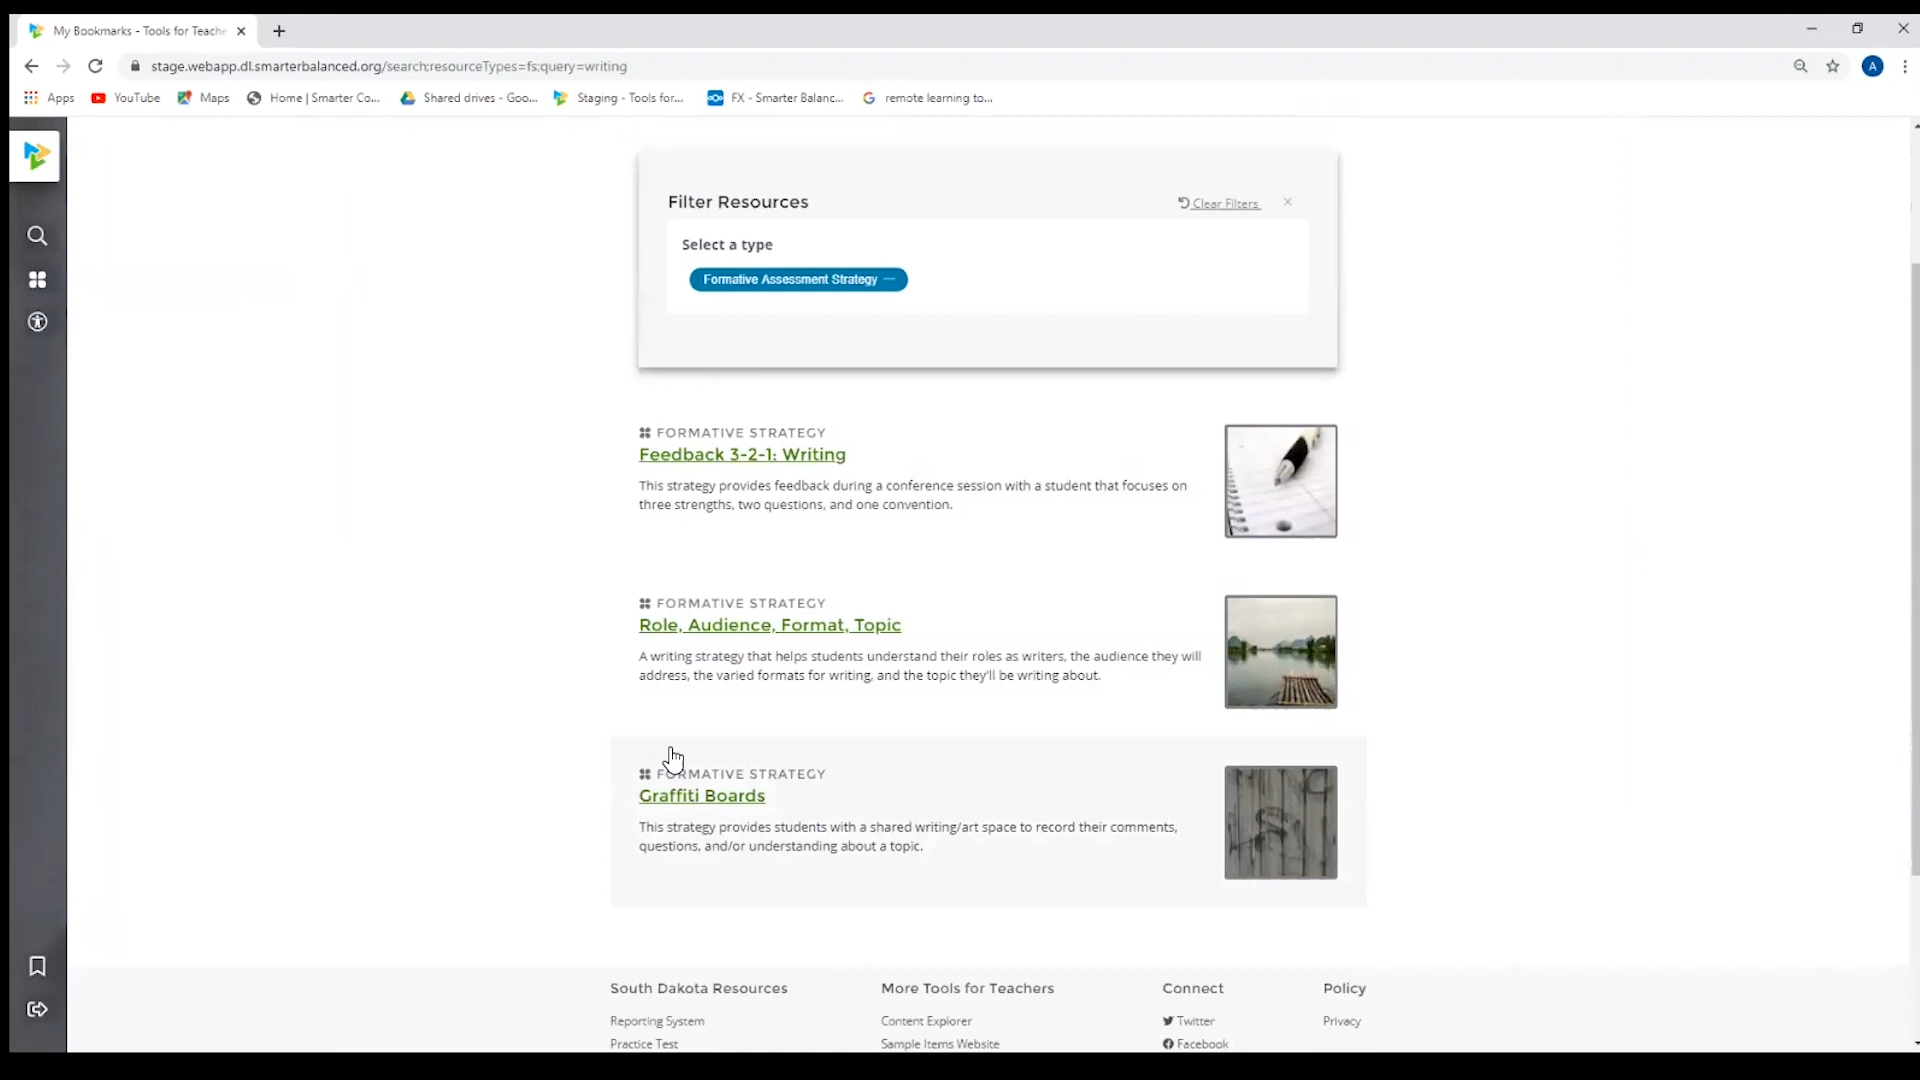 My Bookmarks - Tools for Teache
stage.webapp.dl.smarterbalanced.org/search;resourceTypes=fs;query=writing
A
Apps
YouTube
Maps
Home | Smarter Co...
Shared drives - Goo...
Staging - Tools for...
FX - Smarter Balanc...
remote learning to...
Filter Resources
Clear Filters
Select a type
Formative Assessment Strategy
FORMATIVE STRATEGY
Feedback 3-2-1: Writing
This strategy provides feedback during a conference session with a student that focuses on
three strengths, two questions, and one convention.
FORMATIVE STRATEGY
Role, Audience, Format, Topic
A writing strategy that helps students understand their roles as writers, the audience they will
address, the varied formats for writing, and the topic they'll be writing about.
FORMATIVE STRATEGY
Graffiti Boards
This strategy provides students with a shared writing/art space to record their comments,
questions, and/or understanding about a topic.
South Dakota Resources
Reporting System
Practice Test
More Tools for Teachers
Content Explorer
Sample Items Website
Connect
Twitter
Facebook
Policy
Privacy